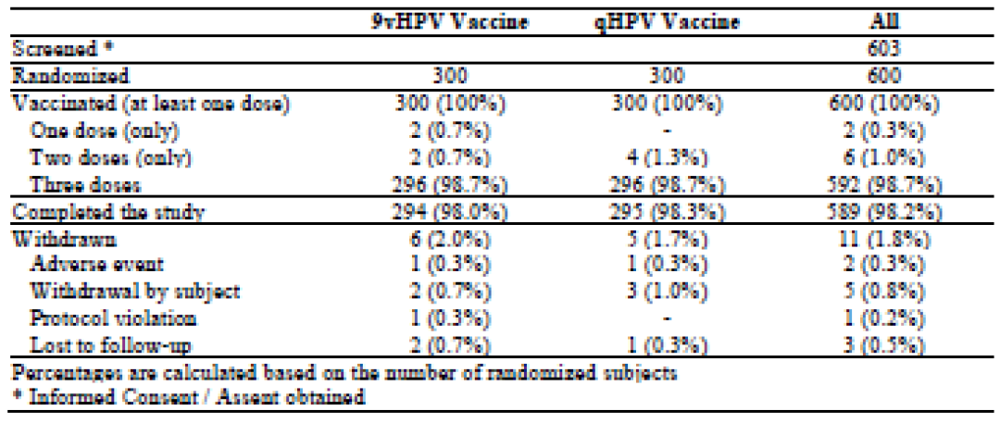 9vHPV Vaccine qHPV Vaccine All
Screened * 603
Randomized 300 300 600
Vaccinated (at least one dose) 300 (100%) 300 (100%) 600 (100%)
One dose (only) 2 (0.7%) - 2 (0.3%)
Two doses (only) 2 (0.7%) 4 (1.3%) 6 (1.0%)
Three doses 296 (98.7%) 296 (98.7%) 592 (98.7%)
Completed the study 294 (98.0%) 295 (98.3%) 589 (98.2%)
Withdrawn 6 (2.0%) 5 (1.7%) 11 (1.8%)
Adverse event 1 (0.3%) 1 (0.3%) 2 (0.3%)
Withdrawal by subject 2 (0.7%) 3 (1.0%) 5 (0.8%)
Protocol violation 1 (0.3%) - 1 (0.2%)
Lost to follow-up 2 (0.7%) 1 (0.3%) 3 (0.5%)
Percentages are calculated based on the number of randomized subjects
* Informed Consent / Assent obtained